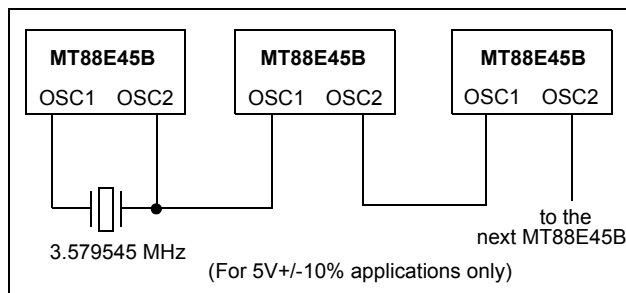 MT88E45B MT88E45B MT88E45B
OSC1 OSC2 OSC1 OSC2 OSC1 OSC2
3.579545 MHz
to the
next MT88E45B
(For 5V+/-10% applications only)